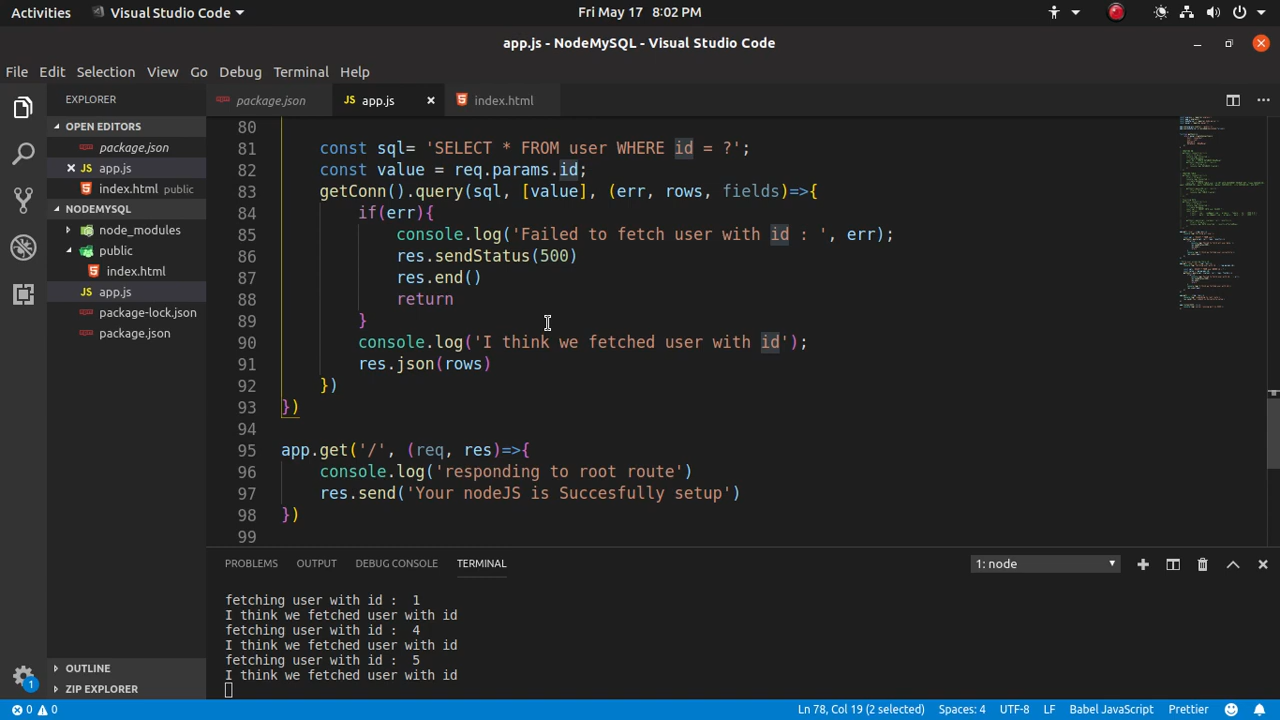 Activities
Visual Studio Code
Fri May 17 8:02 PM
app.js - NodeMySQL - Visual Studio Code
File Edit Selection View Go Debug Terminal Help
EXPLORER
OPEN EDITORS
package.json
app.js
index.html public
NODEMYSQL
node_modules
public
index.html
app.js
package-lock.json
package.json
OUTLINE
ZIP EXPLORER
1
package.json
JS app.js
index.html
80
81 const sql= 'SELECT * FROM user WHERE id = ?';
82 const value = req.params.id;
83 getConn().query(sql, [value], (err, rows, fields)=>{
84 if(err){
85 console.log('Failed to fetch user with id : ', err);
86 res.sendStatus(500)
87 res.end()
88 return
89 }
90 console.log('I think we fetched user with id');
91 res.json(rows)
92 })
93 })
94
95 app.get('/', (req, res)=>{
96 console.log('responding to root route')
97 res.send('Your nodeJS is Succesfully setup')
98 })
99
PROBLEMS OUTPUT DEBUG CONSOLE TERMINAL
1: node
fetching user with id :  1
I think we fetched user with id
fetching user with id :  4
I think we fetched user with id
fetching user with id :  5
I think we fetched user with id
0 0
Ln 78, Col 19 (2 selected) Spaces: 4 UTF-8 LF Babel JavaScript Prettier